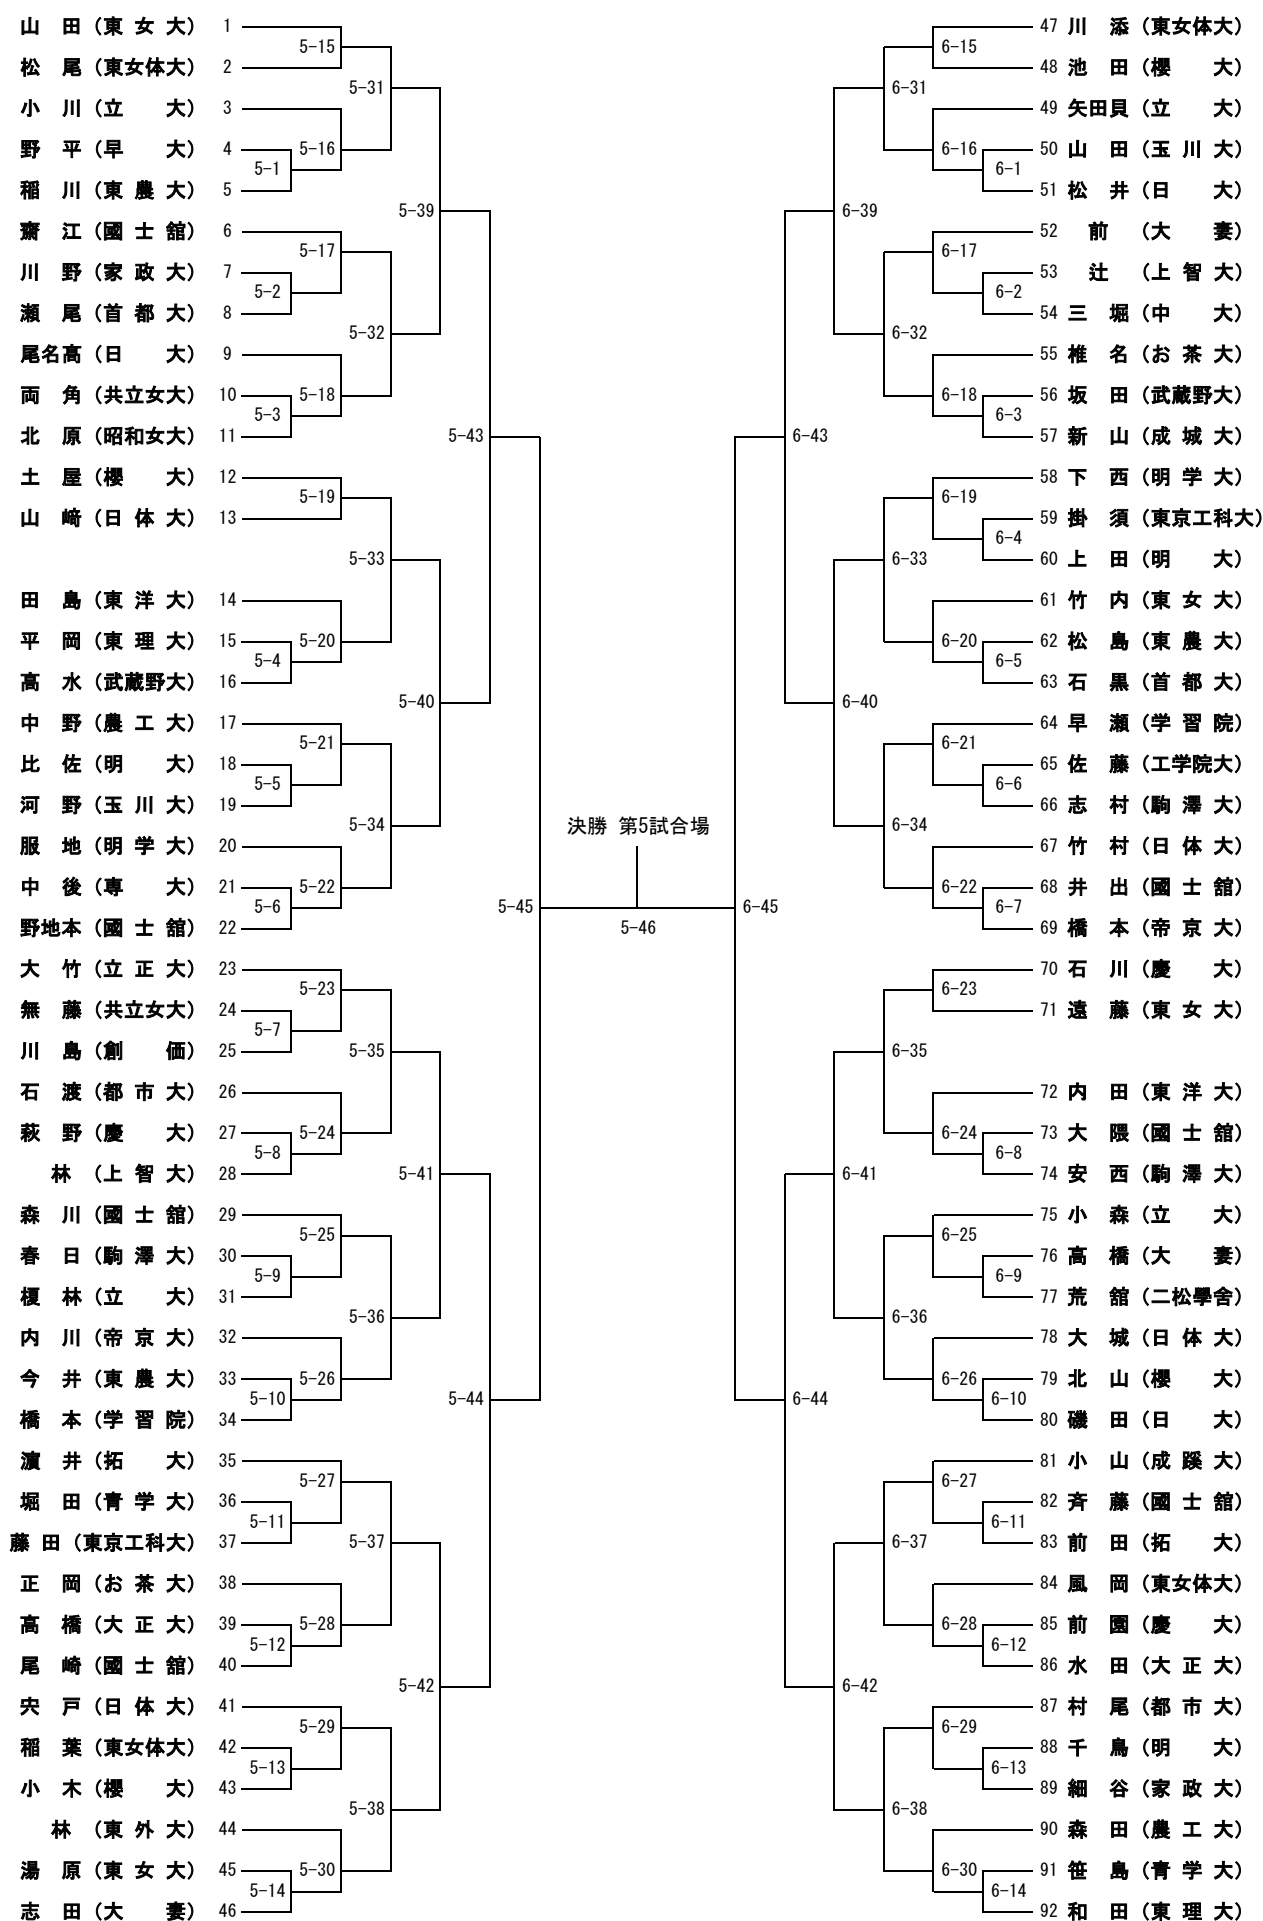 山 田 (東 女 大) 1
松 尾 (東女体大) 2
小 川 (立 大) 3
野 平 (早 大) 4
稲 川 (東 農 大) 5
齋 江 (國 士 舘) 6
川 野 (家 政 大) 7
瀬 尾 (首 都 大) 8
尾名高 (日 大) 9
両 角 (共立女大) 10
北 原 (昭和女大) 11
土 屋 (櫻 大) 12
山 﨑 (日 体 大) 13
田 島 (東 洋 大) 14
平 岡 (東 理 大) 15
高 水 (武蔵野大) 16
中 野 (農 工 大) 17
比 佐 (明 大) 18
河 野 (玉 川 大) 19
服 地 (明 学 大) 20
中 後 (専 大) 21
野地本 (國 士 舘) 22
大 竹 (立 正 大) 23
無 藤 (共立女大) 24
川 島 (創 価) 25
石 渡 (都 市 大) 26
萩 野 (慶 大) 27
林 (上 智 大) 28
森 川 (國 士 舘) 29
春 日 (駒 澤 大) 30
榎 林 (立 大) 31
内 川 (帝 京 大) 32
今 井 (東 農 大) 33
橋 本 (学 習 院) 34
濵 井 (拓 大) 35
堀 田 (青 学 大) 36
藤 田 (東京工科大) 37
正 岡 (お 茶 大) 38
高 橋 (大 正 大) 39
尾 崎 (國 士 舘) 40
宍 戸 (日 体 大) 41
稲 葉 (東女体大) 42
小 木 (櫻 大) 43
林 (東 外 大) 44
湯 原 (東 女 大) 45
志 田 (大 妻) 46
5-1
5-2
5-3
5-4
5-5
5-6
5-7
5-8
5-9
5-10
5-11
5-12
5-13
5-14
5-15
5-16
5-17
5-18
5-19
5-20
5-21
5-22
5-23
5-24
5-25
5-26
5-27
5-28
5-29
5-30
5-31
5-32
5-33
5-34
5-35
5-36
5-37
5-38
5-39
5-40
5-41
5-42
5-43
5-44
5-45
決勝 第5試合場
5-46
6-45
6-43
6-44
6-39
6-40
6-41
6-42
6-31
6-32
6-33
6-34
6-35
6-36
6-37
6-38
6-15
6-16
6-17
6-18
6-19
6-20
6-21
6-22
6-23
6-24
6-25
6-26
6-27
6-28
6-29
6-30
6-1
6-2
6-3
6-4
6-5
6-6
6-7
6-8
6-9
6-10
6-11
6-12
6-13
6-14
47 川 添 (東女体大)
48 池 田 (櫻 大)
49 矢田貝 (立 大)
50 山 田 (玉 川 大)
51 松 井 (日 大)
52 前 (大 妻)
53 辻 (上 智 大)
54 三 堀 (中 大)
55 椎 名 (お 茶 大)
56 坂 田 (武蔵野大)
57 新 山 (成 城 大)
58 下 西 (明 学 大)
59 掛 須 (東京工科大)
60 上 田 (明 大)
61 竹 内 (東 女 大)
62 松 島 (東 農 大)
63 石 黒 (首 都 大)
64 早 瀬 (学 習 院)
65 佐 藤 (工学院大)
66 志 村 (駒 澤 大)
67 竹 村 (日 体 大)
68 井 出 (國 士 舘)
69 橋 本 (帝 京 大)
70 石 川 (慶 大)
71 遠 藤 (東 女 大)
72 内 田 (東 洋 大)
73 大 隈 (國 士 舘)
74 安 西 (駒 澤 大)
75 小 森 (立 大)
76 高 橋 (大 妻)
77 荒 舘 (二松學舍)
78 大 城 (日 体 大)
79 北 山 (櫻 大)
80 磯 田 (日 大)
81 小 山 (成 蹊 大)
82 斉 藤 (國 士 舘)
83 前 田 (拓 大)
84 風 岡 (東女体大)
85 前 園 (慶 大)
86 水 田 (大 正 大)
87 村 尾 (都 市 大)
88 千 鳥 (明 大)
89 細 谷 (家 政 大)
90 森 田 (農 工 大)
91 笹 島 (青 学 大)
92 和 田 (東 理 大)